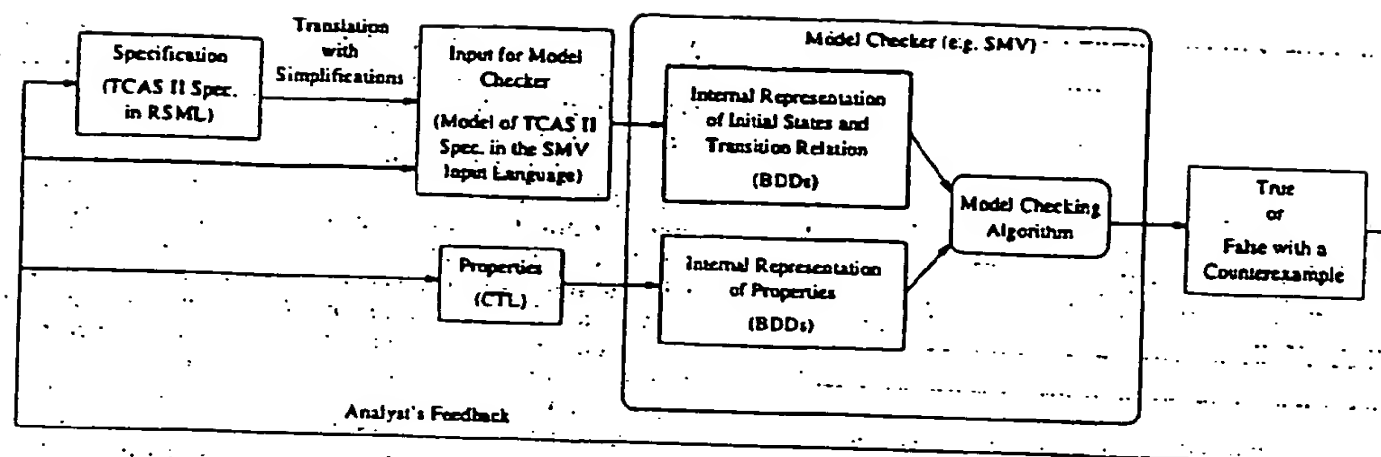 Specification
(TCAS II Spec.
in RSML)
Translation
with
Simplifications
Input for Model
Checker
(Model of TCAS II
Spec. in the SMV
Input Language)
Model Checker (e.g. SMV)
Internal Representation
of Initial States and
Transition Relation
(BDDs)
Model Checking
Algorithm
True
or
False with a
Counterexample
Properties
(CTL)
Internal Representation
of Properties
(BDDs)
Analyst's Feedback